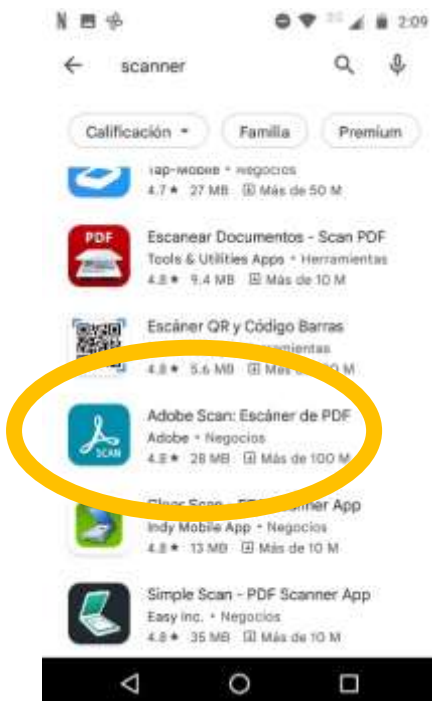 2:09
scanner
Calificación
Familia
Premium
Tap-Mobile • Negocios
4.7★ 27 MB Más de 50 M
PDF
Escanear Documentos - Scan PDF
Tools & Utilities Apps • Herramientas
4.8★ 9.4 MB Más de 10 M
Escáner QR y Código Barras
4.8★ 5.6 MB
Adobe Scan: Escáner de PDF
SCAN
Adobe • Negocios
4.8★ 28 MB Más de 100 M
App
Indy Mobile App • Negocios
4.8★ 13 MB Más de 10 M
Simple Scan - PDF Scanner App
Easy inc. • Negocios
4.8★ 35 MB Más de 10 M